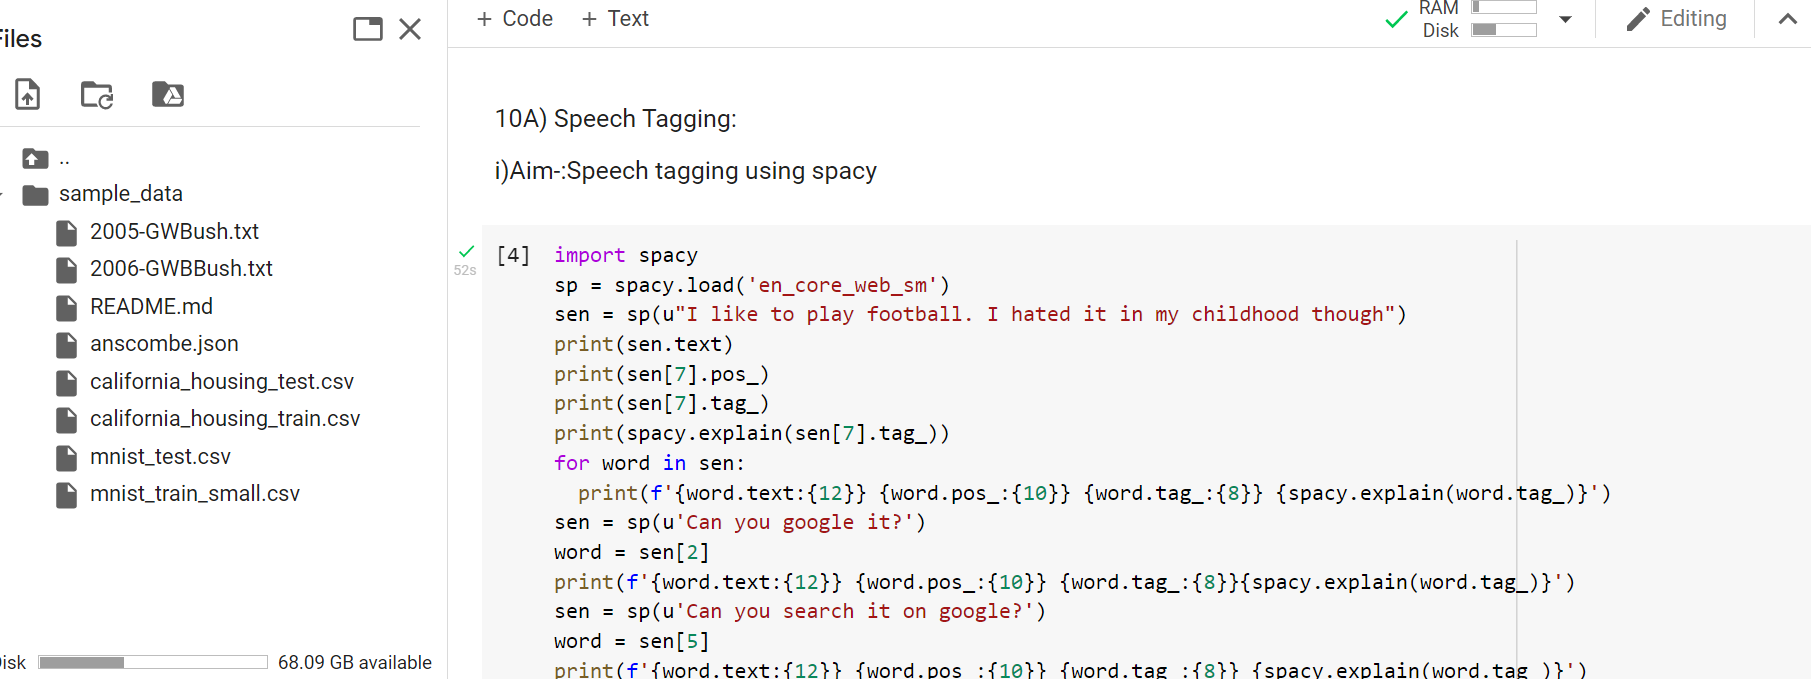 Files
..
sample_data
2005-GWBush.txt
2006-GWBBush.txt
README.md
anscombe.json
california_housing_test.csv
california_housing_train.csv
mnist_test.csv
mnist_train_small.csv
Disk 68.09 GB available
+ Code + Text
RAM
Disk
Editing
10A) Speech Tagging:
i)Aim-:Speech tagging using spacy
52s
[4] import spacy
sp = spacy.load('en_core_web_sm')
sen = sp(u"I like to play football. I hated it in my childhood though")
print(sen.text)
print(sen[7].pos_)
print(sen[7].tag_)
print(spacy.explain(sen[7].tag_))
for word in sen:
  print(f'{word.text:{12}} {word.pos_:{10}} {word.tag_:{8}} {spacy.explain(word.tag_)}')
sen = sp(u'Can you google it?')
word = sen[2]
print(f'{word.text:{12}} {word.pos_:{10}} {word.tag_:{8}}{spacy.explain(word.tag_)}')
sen = sp(u'Can you search it on google?')
word = sen[5]
print(f'{word.text:{12}} {word.pos_:{10}} {word.tag_:{8}} {spacy.explain(word.tag_)}')